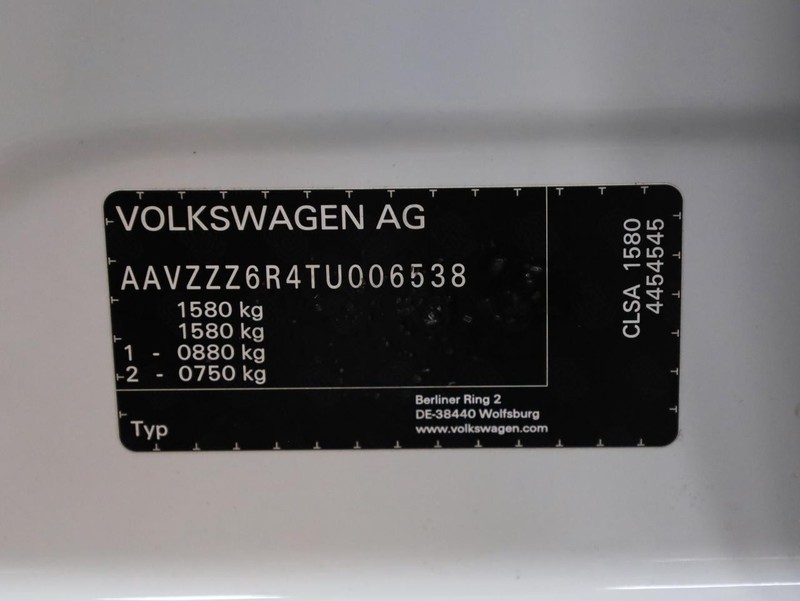 VOLKSWAGEN AG
AAVZZZ6R4TU006538
1580 kg
1580 kg
1 - 0880 kg
2 - 0750 kg
Typ
Berliner Ring 2
DE-38440 Wolfsburg
www.volkswagen.com
CLSA 1580
4454545